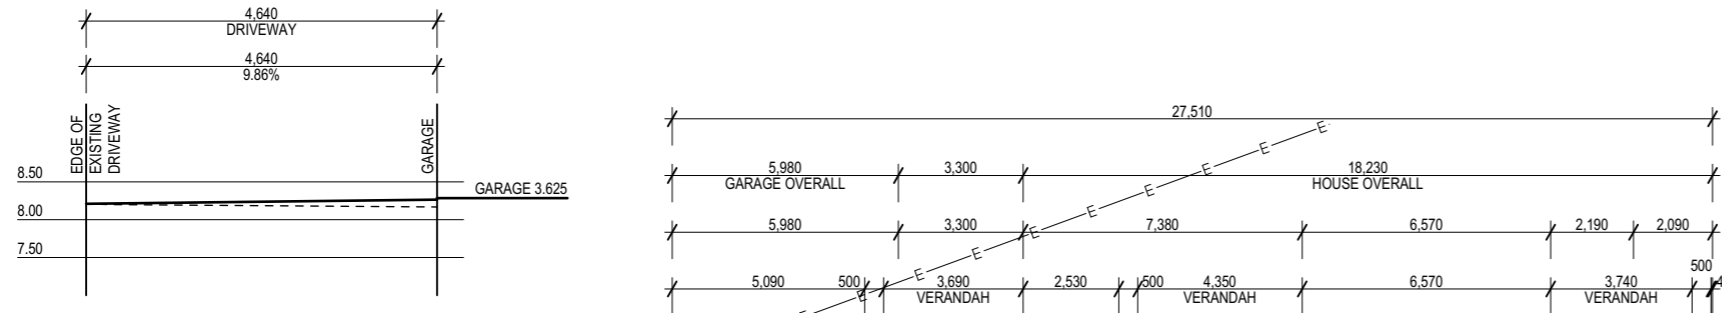 4,640
DRIVEWAY
4,640
9.86%
EDGE OF
EXISTING
DRIVEWAY
GARAGE
8.50
GARAGE 3.625
8.00
7.50
27,510
5,980
GARAGE OVERALL
3,300
18,230
HOUSE OVERALL
5,980
3,300
7,380
6,570
2,190
2,090
5,090
500
3,690
VERANDAH
2,530
500
4,350
VERANDAH
6,570
3,740
VERANDAH
500
E
E
E
E
E
E
E
E
E